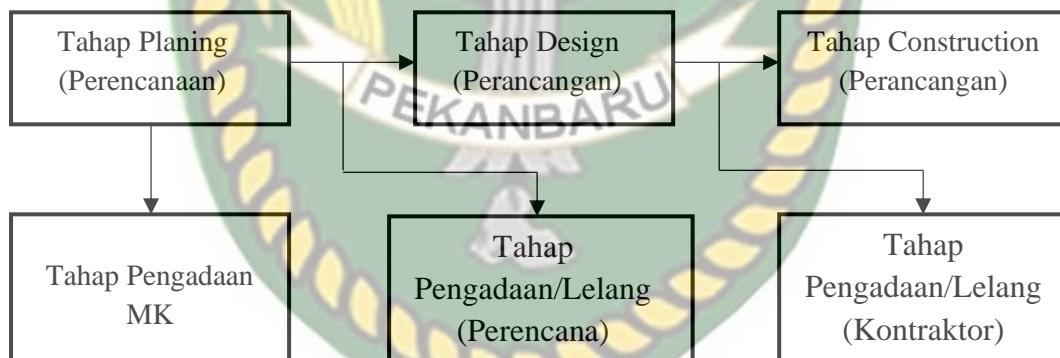 Tahap Planing
(Perencanaan)
Tahap Design
(Perancangan)
Tahap Construction
(Perancangan)
PEKANBARU
Tahap Pengadaan
MK
Tahap
Pengadaan/Lelang
(Perencana)
Tahap
Pengadaan/Lelang
(Kontraktor)